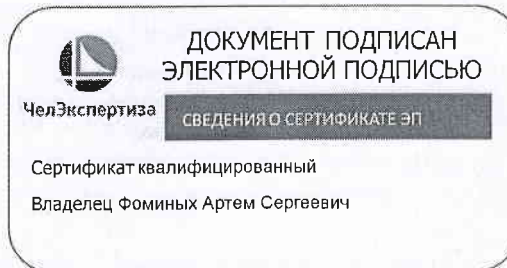 ДОКУМЕНТ ПОДПИСАН
ЭЛЕКТРОННОЙ ПОДПИСЬЮ
ЧелЭкспертиза
СВЕДЕНИЯ О СЕРТИФИКАТЕ ЭП
Сертификат квалифицированный
Владелец Фоминых Артем Сергеевич